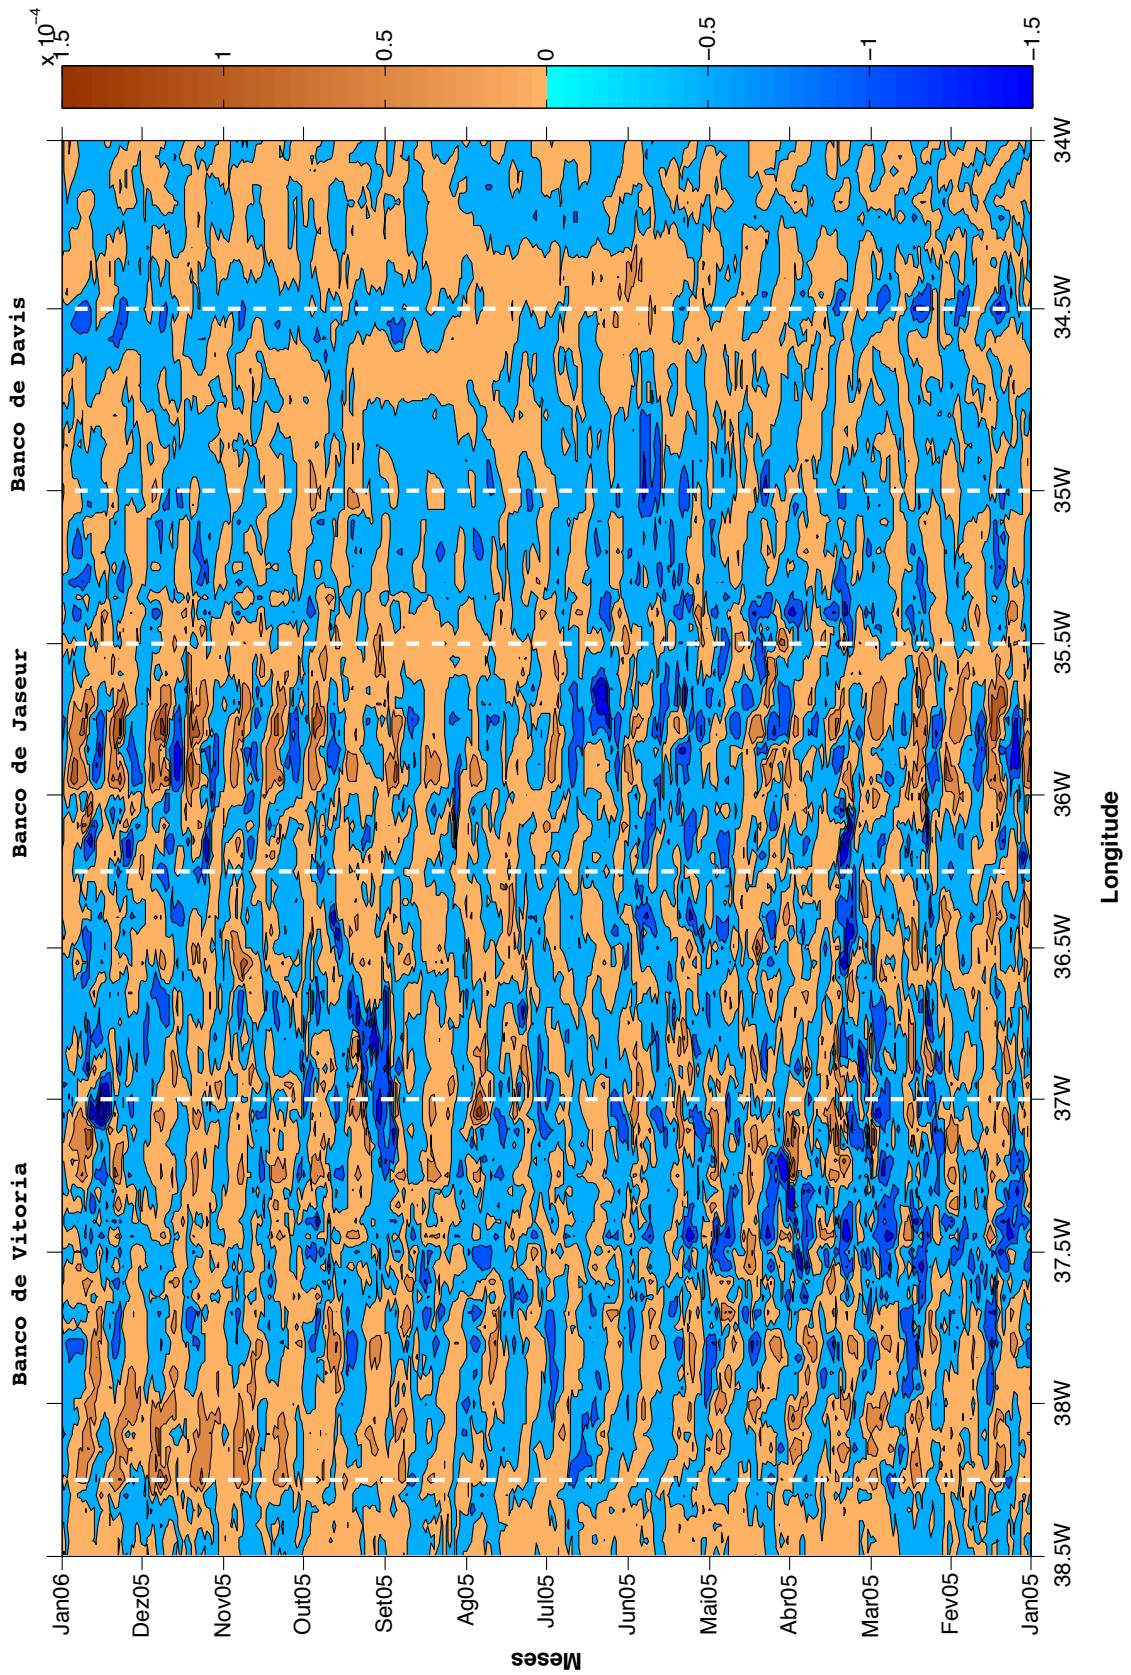 Banco de Vitoria
Banco de Jaseur
Banco de Davis
x 10⁻⁴
1.5
1
0.5
0
−0.5
−1
−1.5
Meses
Jan06
Dez05
Nov05
Out05
Set05
Ag05
Jul05
Jun05
Mai05
Abr05
Mar05
Fev05
Jan05
38.5W
38W
37.5W
37W
36.5W
36W
35.5W
35W
34.5W
34W
Longitude